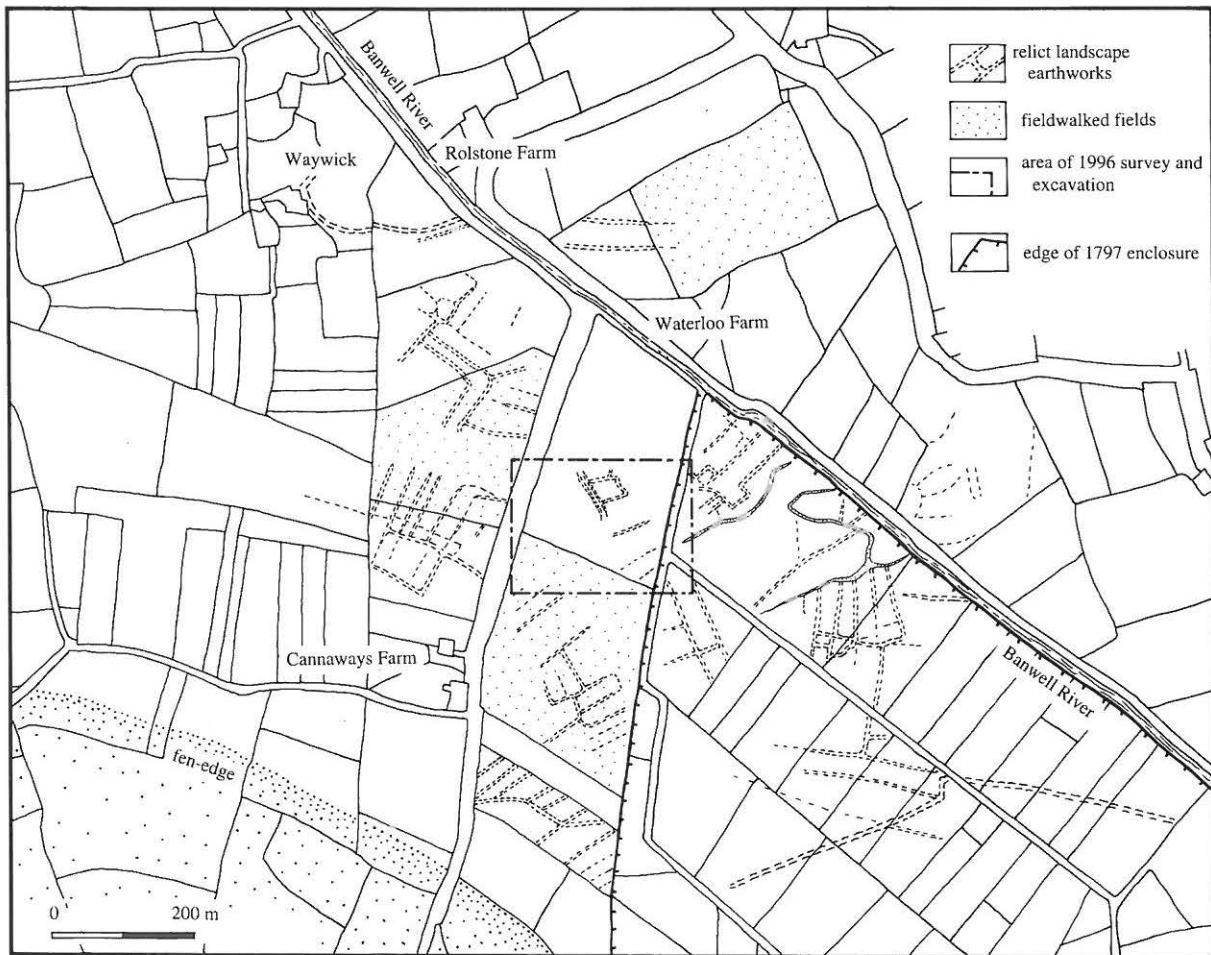 Banwell River
relict landscape
earthworks
fieldwalked fields
Rolstone Farm
Waywick
area of 1996 survey and
excavation
edge of 1797 enclosure
Waterloo Farm
Cannaways Farm
Banwell River
fen-edge
0 200 m